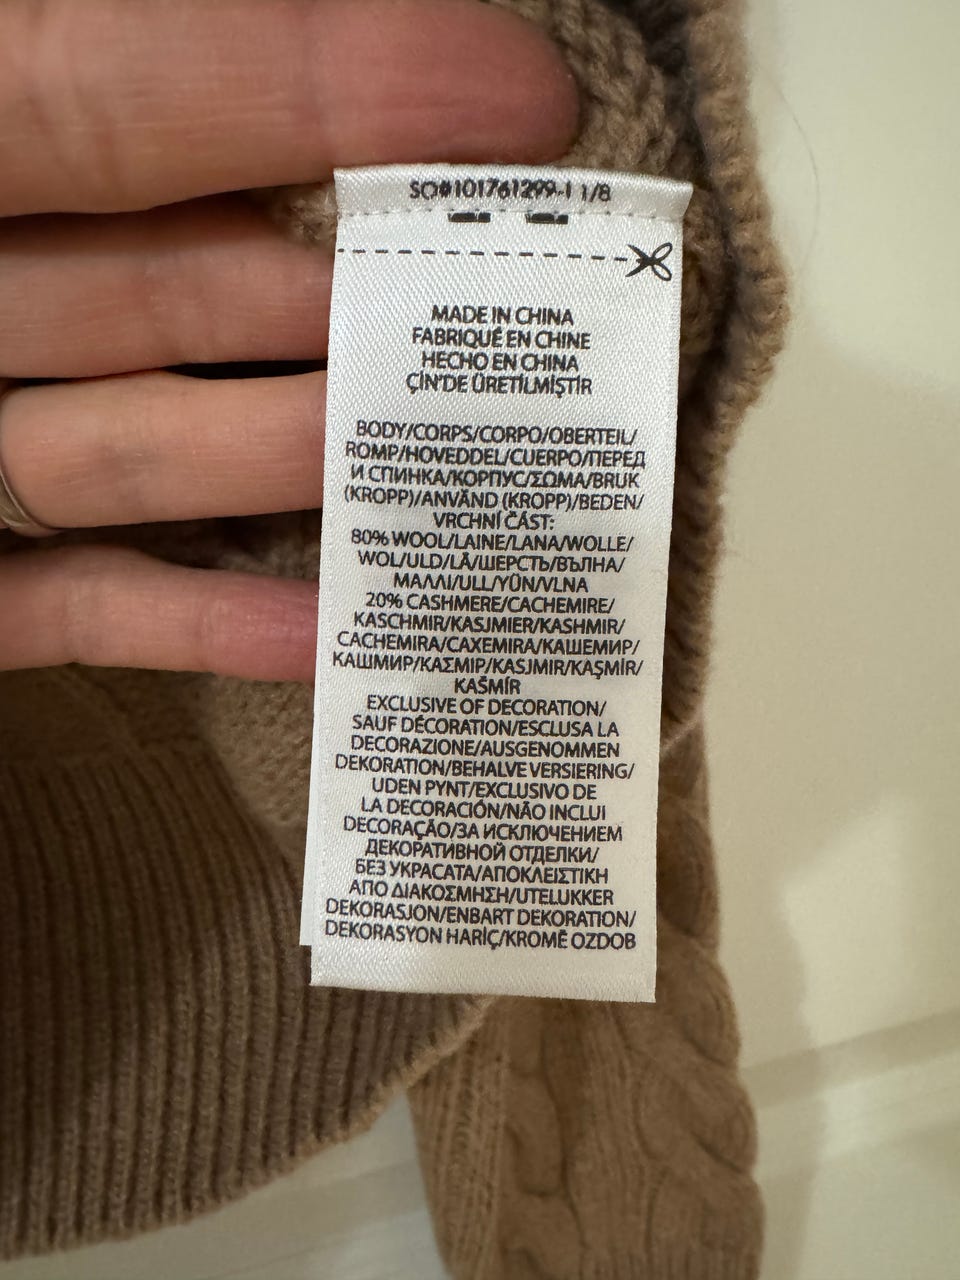 SO#101761299-1 1/8
MADE IN CHINA
FABRIQUÉ EN CHINE
HECHO EN CHINA
ÇİN'DE ÜRETİLMİŞTİR
BODY/CORPS/CORPO/OBERTEIL/
ROMP/HOVEDDEL/CUERPO/ПЕРЕД
И СПИНКА/КОРПУС/ΣΩΜΑ/BRUK
(KROPP)/ANVÄND (KROPP)/BEDEN/
VRCHNÍ ČÁST:
80% WOOL/LAINE/LANA/WOLLE/
WOL/ULD/LÃ/ШЕРСТЬ/ВЪЛНА/
ΜΑΛΛΙ/ULL/YÜN/VLNA
20% CASHMERE/CACHEMIRE/
KASCHMIR/KASJMIER/KASHMIR/
CACHEMIRA/CAXEMIRA/КАШЕМИР/
КАШМИР/ΚΑΣΜΙΡ/KASJMIR/KAŞMİR/
KAŠMÍR
EXCLUSIVE OF DECORATION/
SAUF DÉCORATION/ESCLUSA LA
DECORAZIONE/AUSGENOMMEN
DEKORATION/BEHALVE VERSIERING/
UDEN PYNT/EXCLUSIVO DE
LA DECORACIÓN/NÃO INCLUI
DECORAÇÃO/ЗА ИСКЛЮЧЕНИЕМ
ДЕКОРАТИВНОЙ ОТДЕЛКИ/
БЕЗ УКРАСАТА/ΑΠΟΚΛΕΙΣΤΙΚΗ
ΑΠΟ ΔΙΑΚΟΣΜΗΣΗ/UTELUKKER
DEKORASJON/ENBART DEKORATION/
DEKORASYON HARİÇ/KROMĚ OZDOB